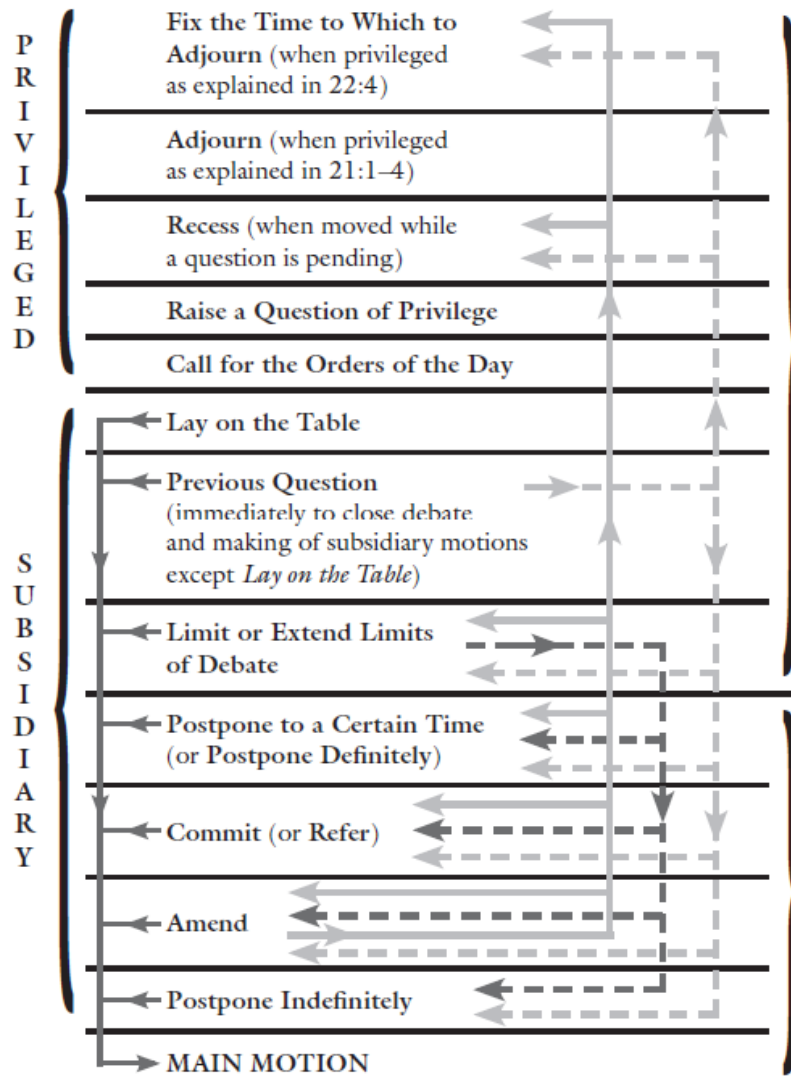 PRIVILEGED
Fix the Time to Which to
Adjourn (when privileged
as explained in 22:4)
Adjourn (when privileged
as explained in 21:1–4)
Recess (when moved while
a question is pending)
Raise a Question of Privilege
Call for the Orders of the Day
SUBSIDIARY
Lay on the Table
Previous Question
(immediately to close debate
and making of subsidiary motions
except Lay on the Table)
Limit or Extend Limits
of Debate
Postpone to a Certain Time
(or Postpone Definitely)
Commit (or Refer)
Amend
Postpone Indefinitely
MAIN MOTION